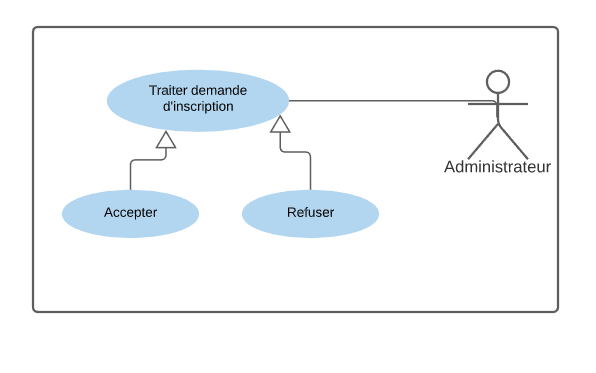 Traiter demande
d'inscription
Administrateur
Accepter
Refuser